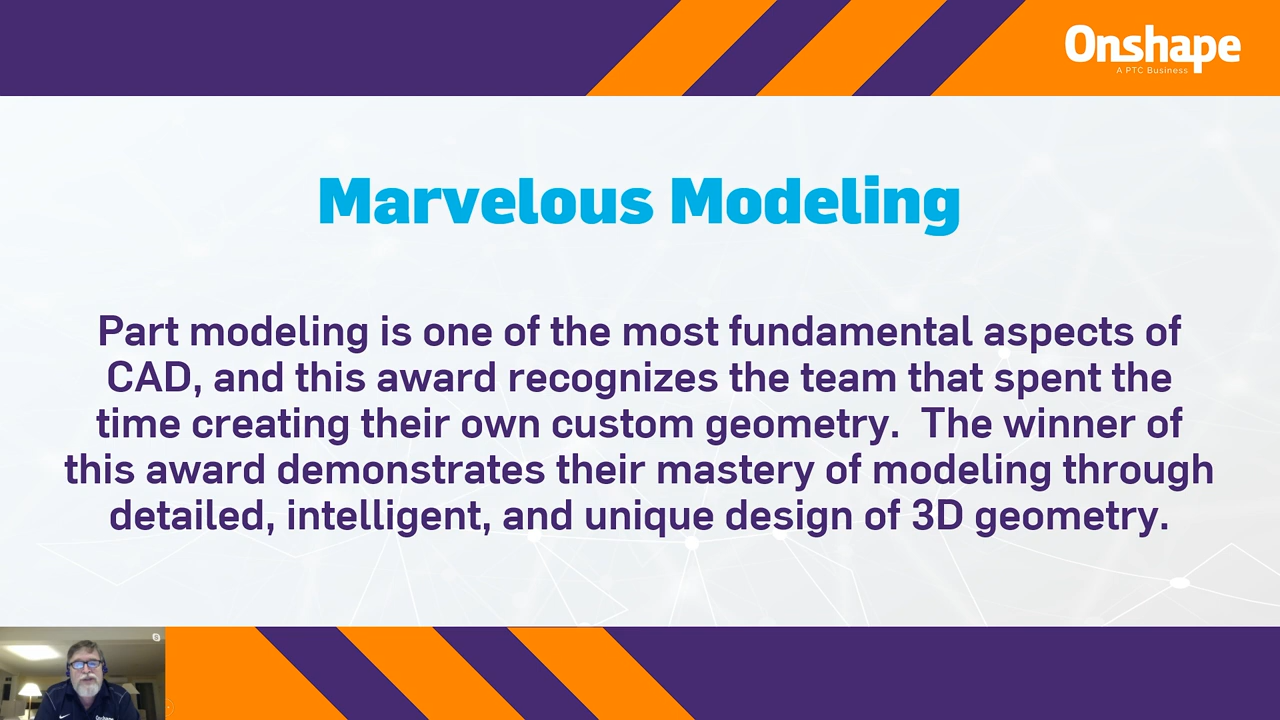 Onshape
A PTC Business
Marvelous Modeling
Part modeling is one of the most fundamental aspects of
CAD, and this award recognizes the team that spent the
time creating their own custom geometry.  The winner of
this award demonstrates their mastery of modeling through
detailed, intelligent, and unique design of 3D geometry.
Onshape